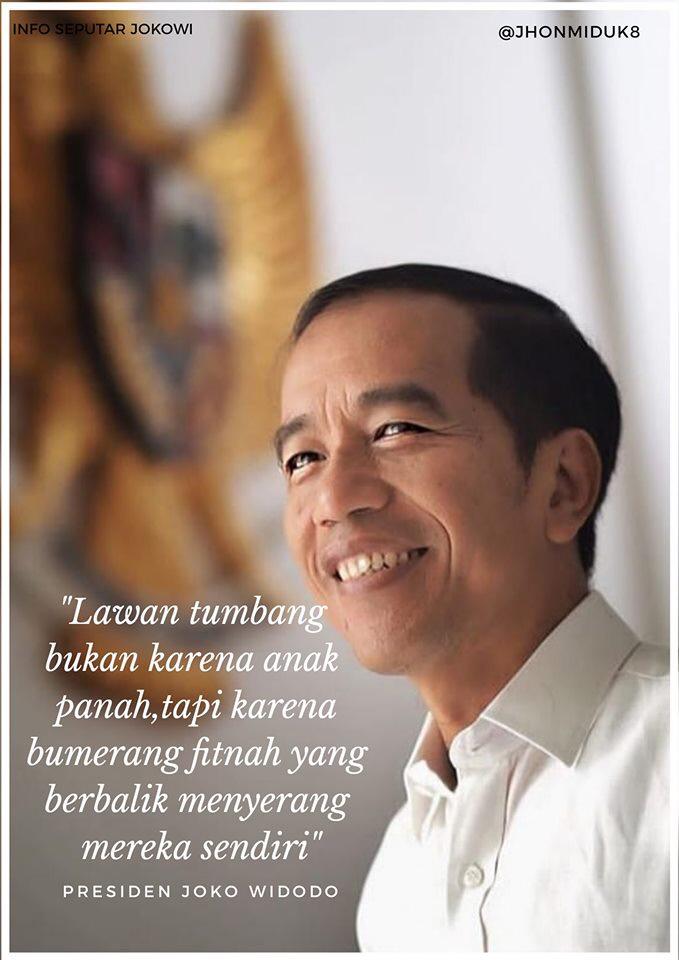 INFO SEPUTAR JOKOWI
@JHONMIDUK8
"Lawan tumbang
bukan karena anak
panah,tapi karena
bumerang fitnah yang
berbalik menyerang
mereka sendiri"
PRESIDEN JOKO WIDODO